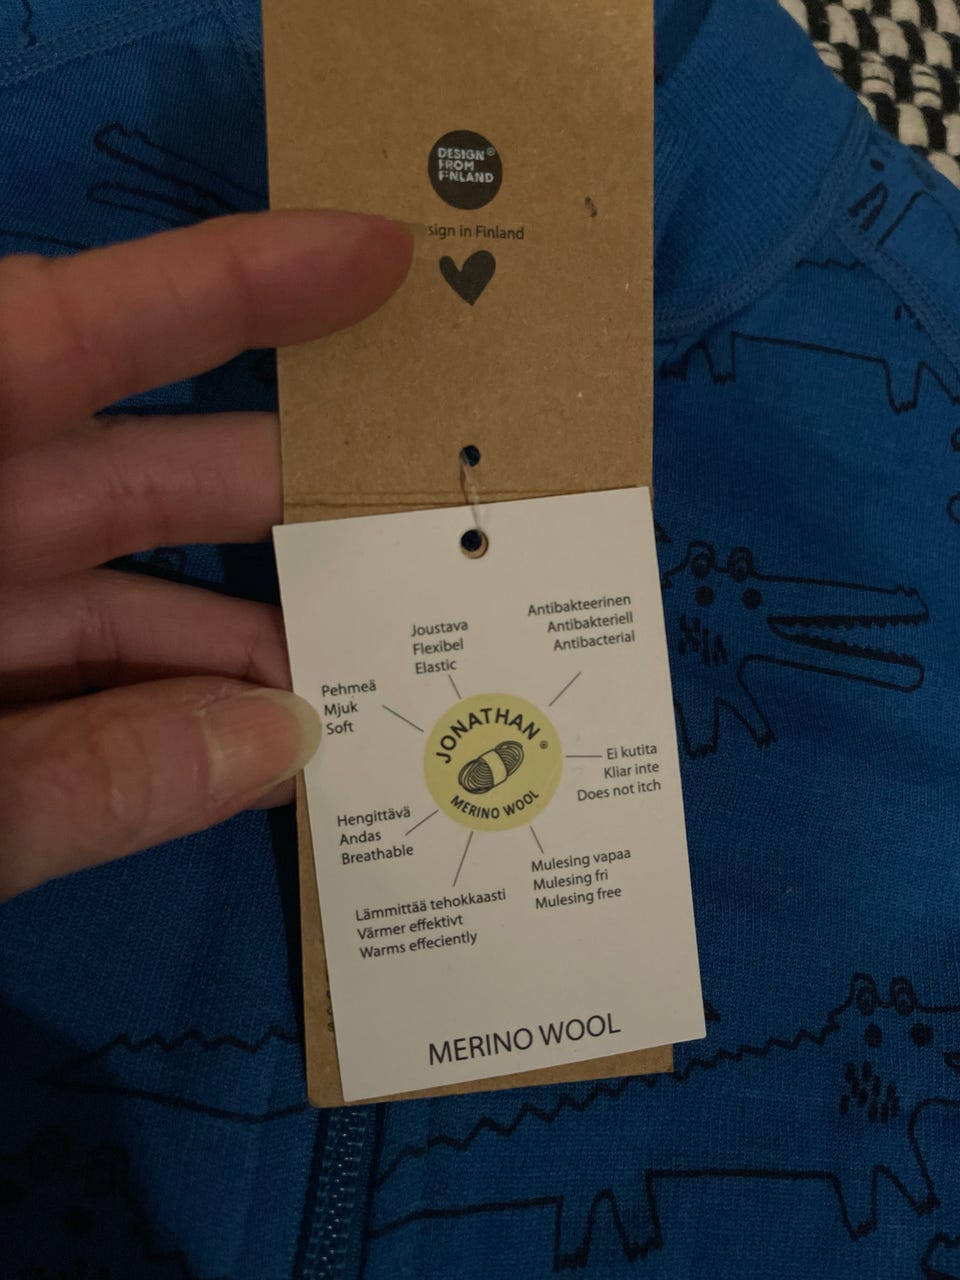 DESIGN®
FROM
FINLAND
sign in Finland
Joustava
Flexibel
Elastic
Antibakteerinen
Antibakteriell
Antibacterial
Pehmeä
Mjuk
Soft
JONATHAN®
MERINO WOOL
Ei kutita
Kliar inte
Does not itch
Hengittävä
Andas
Breathable
Mulesing vapaa
Mulesing fri
Mulesing free
Lämmittää tehokkaasti
Värmer effektivt
Warms effeciently
MERINO WOOL